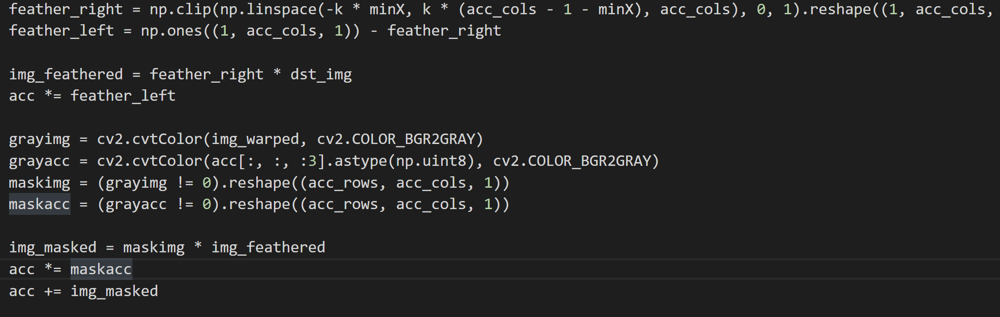 feather_right = np.clip(np.linspace(-k * minX, k * (acc_cols - 1 - minX), acc_cols), 0, 1).reshape((1, acc_cols,
feather_left = np.ones((1, acc_cols, 1)) - feather_right
img_feathered = feather_right * dst_img
acc *= feather_left
grayimg = cv2.cvtColor(img_warped, cv2.COLOR_BGR2GRAY)
grayacc = cv2.cvtColor(acc[:, :, :3].astype(np.uint8), cv2.COLOR_BGR2GRAY)
maskimg = (grayimg != 0).reshape((acc_rows, acc_cols, 1))
maskacc = (grayacc != 0).reshape((acc_rows, acc_cols, 1))
img_masked = maskimg * img_feathered
acc *= maskacc
acc += img_masked